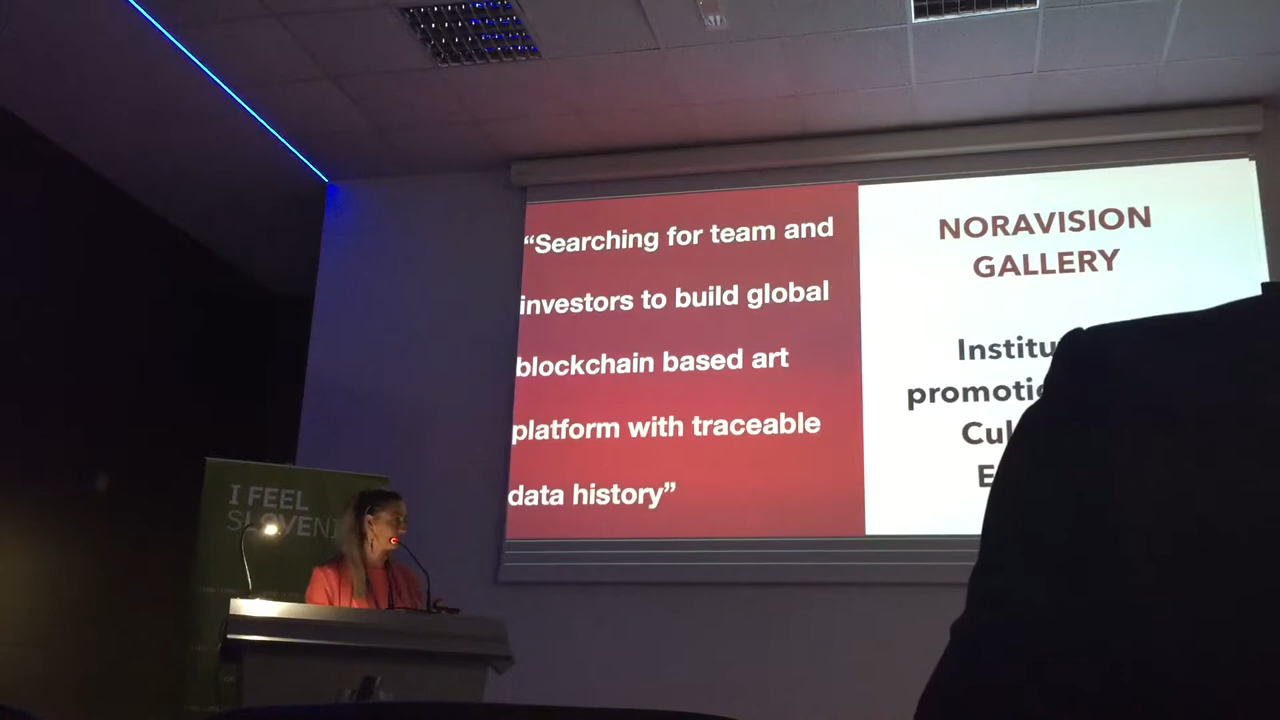 “Searching for team and
investors to build global
blockchain based art
platform with traceable
data history”
NORAVISION
GALLERY
I FEEL